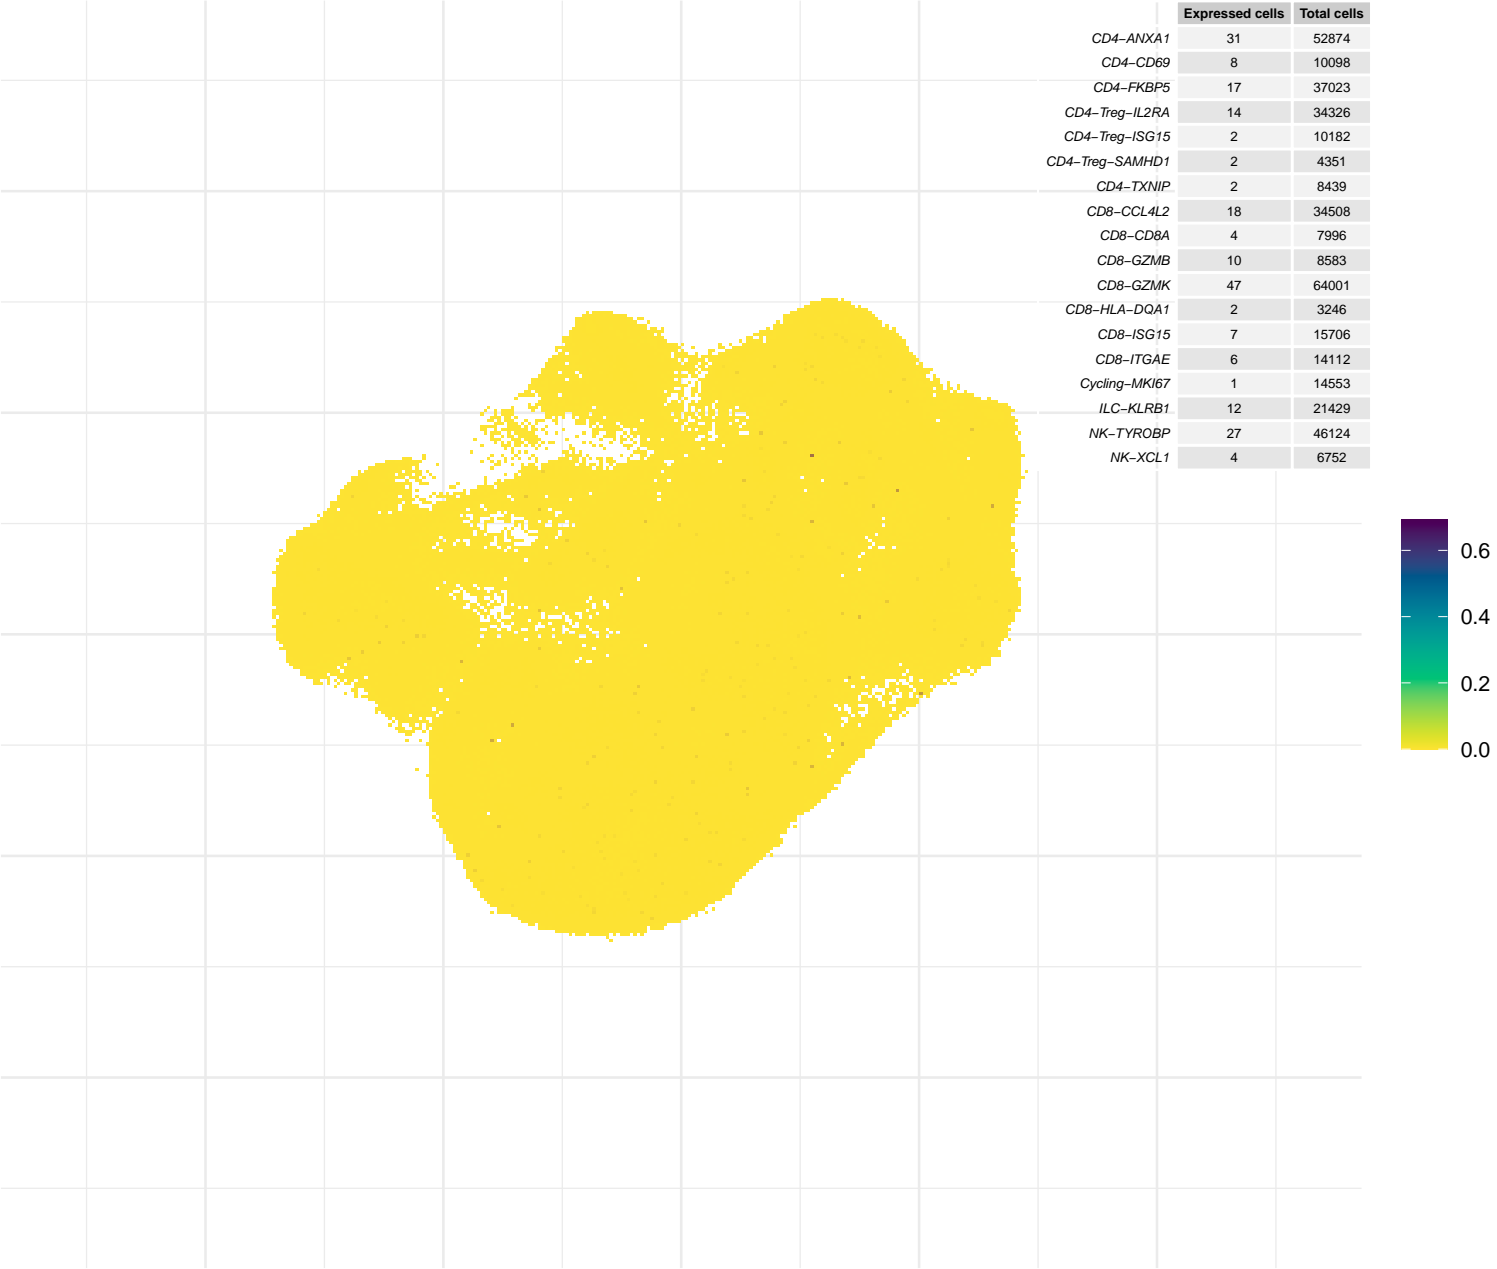 Expressed cells Total cells
CD4−ANXA1 31 52874
CD4−CD69 8 10098
CD4−FKBP5 17 37023
CD4−Treg−IL2RA 14 34326
CD4−Treg−ISG15 2 10182
CD4−Treg−SAMHD1 2 4351
CD4−TXNIP 2 8439
CD8−CCL4L2 18 34508
CD8−CD8A 4 7996
CD8−GZMB 10 8583
CD8−GZMK 47 64001
CD8−HLA−DQA1 2 3246
CD8−ISG15 7 15706
CD8−ITGAE 6 14112
Cycling−MKI67 1 14553
ILC−KLRB1 12 21429
NK−TYROBP 27 46124
NK−XCL1 4 6752
0.6
0.4
0.2
0.0